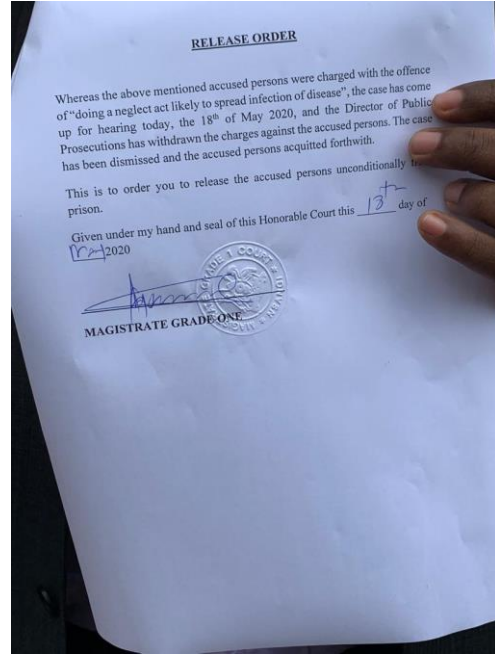 RELEASE ORDER
Whereas the above mentioned accused persons were charged with the offence
of “doing a neglect act likely to spread infection of disease”, the case has come
up for hearing today, the 18th of May 2020, and the Director of Public
Prosecutions has withdrawn the charges against the accused persons. The case
has been dismissed and the accused persons acquitted forthwith.
This is to order you to release the accused persons unconditionally
prison.
Given under my hand and seal of this Honorable Court this 13th day of
May 2020
MAGISTRATE GRADE ONE
GRADE 1 COURT